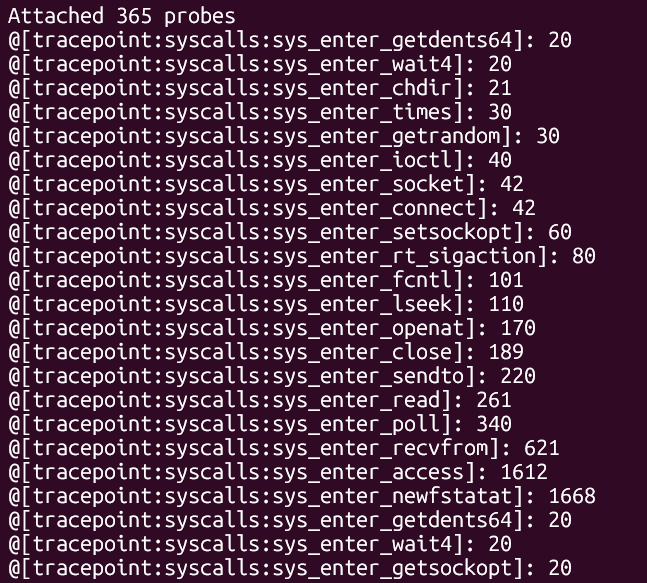 Attached 365 probes
@[tracepoint:syscalls:sys_enter_getdents64]: 20
@[tracepoint:syscalls:sys_enter_wait4]: 20
@[tracepoint:syscalls:sys_enter_chdir]: 21
@[tracepoint:syscalls:sys_enter_times]: 30
@[tracepoint:syscalls:sys_enter_getrandom]: 30
@[tracepoint:syscalls:sys_enter_ioctl]: 40
@[tracepoint:syscalls:sys_enter_socket]: 42
@[tracepoint:syscalls:sys_enter_connect]: 42
@[tracepoint:syscalls:sys_enter_setsockopt]: 60
@[tracepoint:syscalls:sys_enter_rt_sigaction]: 80
@[tracepoint:syscalls:sys_enter_fcntl]: 101
@[tracepoint:syscalls:sys_enter_lseek]: 110
@[tracepoint:syscalls:sys_enter_openat]: 170
@[tracepoint:syscalls:sys_enter_close]: 189
@[tracepoint:syscalls:sys_enter_sendto]: 220
@[tracepoint:syscalls:sys_enter_read]: 261
@[tracepoint:syscalls:sys_enter_poll]: 340
@[tracepoint:syscalls:sys_enter_recvfrom]: 621
@[tracepoint:syscalls:sys_enter_access]: 1612
@[tracepoint:syscalls:sys_enter_newfstatat]: 1668
@[tracepoint:syscalls:sys_enter_getdents64]: 20
@[tracepoint:syscalls:sys_enter_wait4]: 20
@[tracepoint:syscalls:sys_enter_getsockopt]: 20